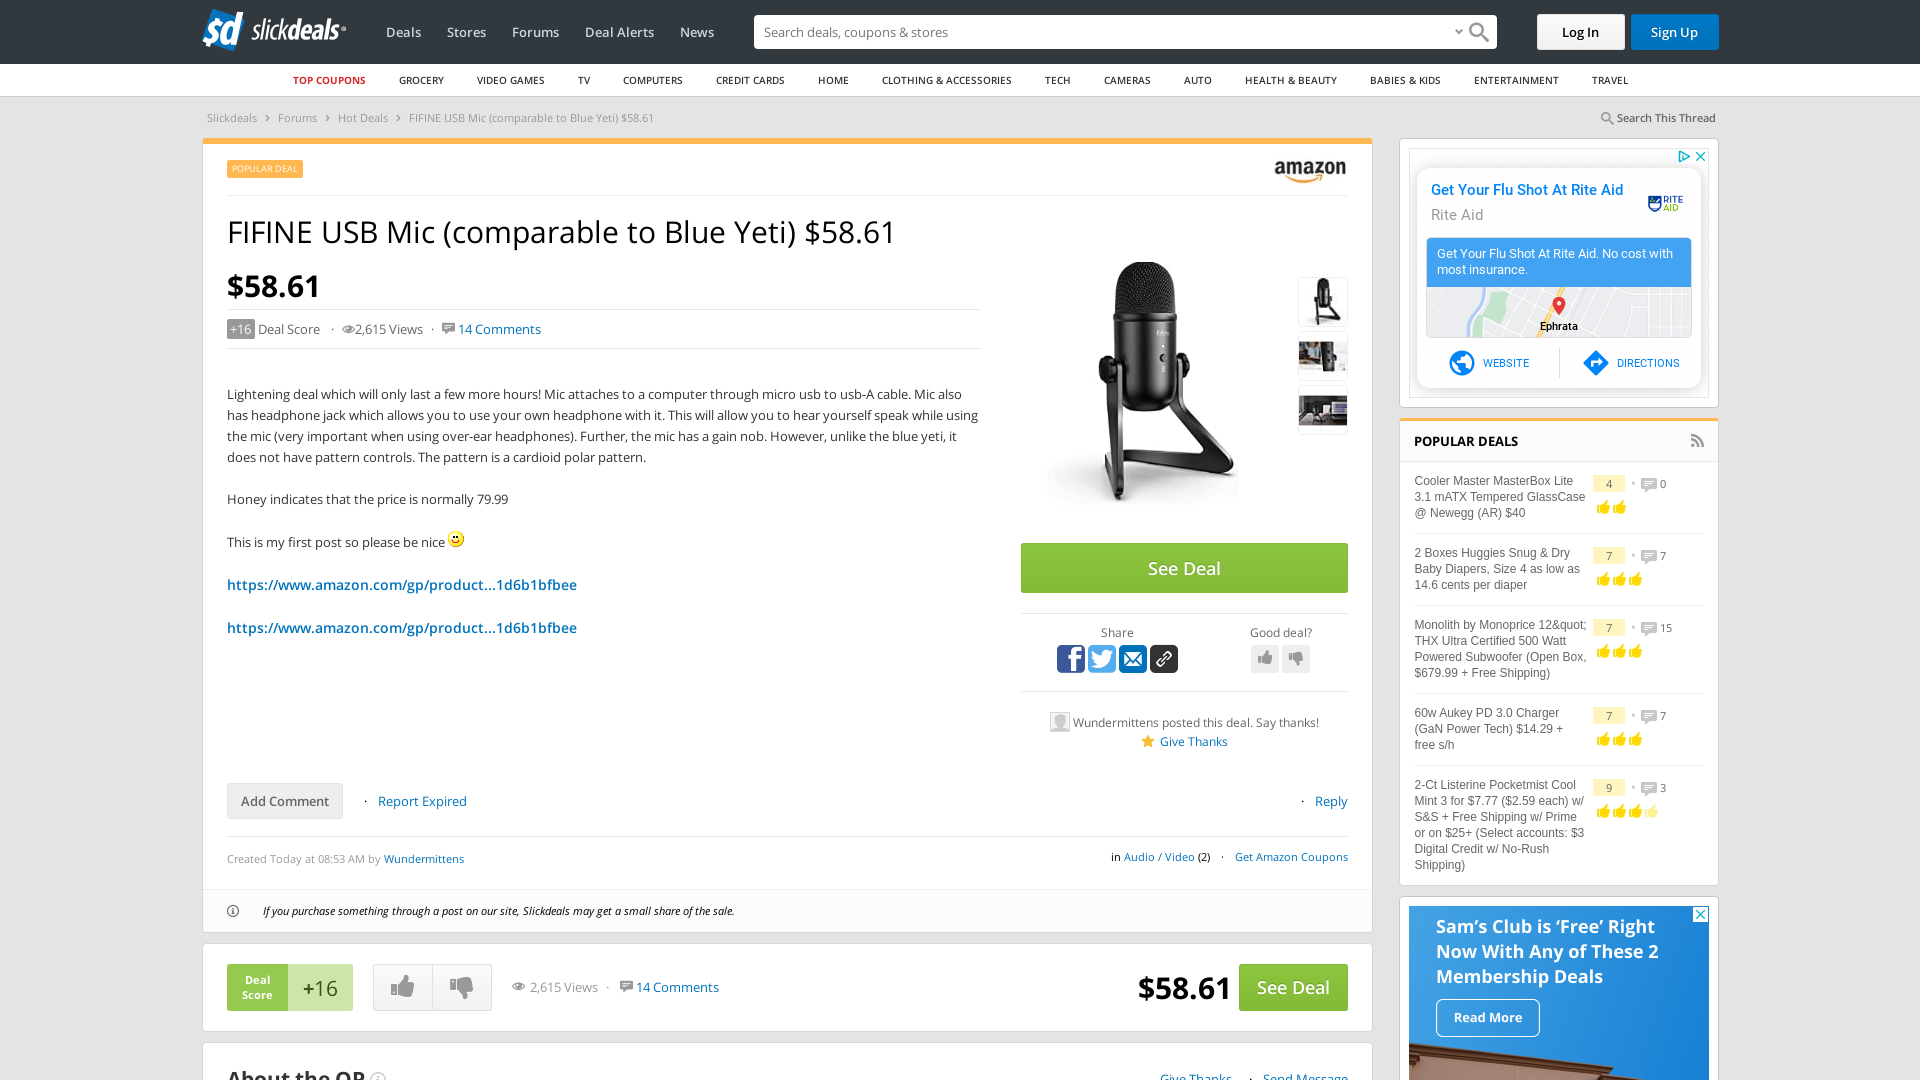 slickdeals
Deals
Stores
Forums
Deal Alerts
News
Search deals, coupons & stores
Log In
Sign Up
TOP COUPONS
GROCERY
VIDEO GAMES
TV
COMPUTERS
CREDIT CARDS
HOME
CLOTHING & ACCESSORIES
TECH
CAMERAS
AUTO
HEALTH & BEAUTY
BABIES & KIDS
ENTERTAINMENT
TRAVEL
Slickdeals > Forums > Hot Deals > FIFINE USB Mic (comparable to Blue Yeti) $58.61
Search This Thread
POPULAR DEAL
amazon
FIFINE USB Mic (comparable to Blue Yeti) $58.61
$58.61
+16 Deal Score · 2,615 Views · 14 Comments
Lightening deal which will only last a few more hours! Mic attaches to a computer through micro usb to usb-A cable. Mic also
has headphone jack which allows you to use your own headphone with it. This will allow you to hear yourself speak while using
the mic (very important when using over-ear headphones). Further, the mic has a gain nob. However, unlike the blue yeti, it
does not have pattern controls. The pattern is a cardioid polar pattern.
Honey indicates that the price is normally 79.99
This is my first post so please be nice
https://www.amazon.com/gp/product...1d6b1bfbee
https://www.amazon.com/gp/product...1d6b1bfbee
See Deal
Share
Good deal?
Wundermittens posted this deal. Say thanks!
Give Thanks
Add Comment
· Report Expired
· Reply
Created Today at 08:53 AM by Wundermittens
in Audio / Video (2) · Get Amazon Coupons
If you purchase something through a post on our site, Slickdeals may get a small share of the sale.
Deal
Score
+16
2,615 Views · 14 Comments
$58.61
See Deal
About the OP
Give Thanks · Send Message
Get Your Flu Shot At Rite Aid
Rite Aid
RITE
AID
Get Your Flu Shot At Rite Aid. No cost with
most insurance.
Ephrata
WEBSITE
DIRECTIONS
POPULAR DEALS
Cooler Master MasterBox Lite
3.1 mATX Tempered GlassCase
@ Newegg (AR) $40
4 • 0
2 Boxes Huggies Snug & Dry
Baby Diapers, Size 4 as low as
14.6 cents per diaper
7 • 7
Monolith by Monoprice 12&quot;
THX Ultra Certified 500 Watt
Powered Subwoofer (Open Box,
$679.99 + Free Shipping)
7 • 15
60w Aukey PD 3.0 Charger
(GaN Power Tech) $14.29 +
free s/h
7 • 7
2-Ct Listerine Pocketmist Cool
Mint 3 for $7.77 ($2.59 each) w/
S&S + Free Shipping w/ Prime
or on $25+ (Select accounts: $3
Digital Credit w/ No-Rush
Shipping)
9 • 3
Sam's Club is ‘Free’ Right
Now With Any of These 2
Membership Deals
Read More